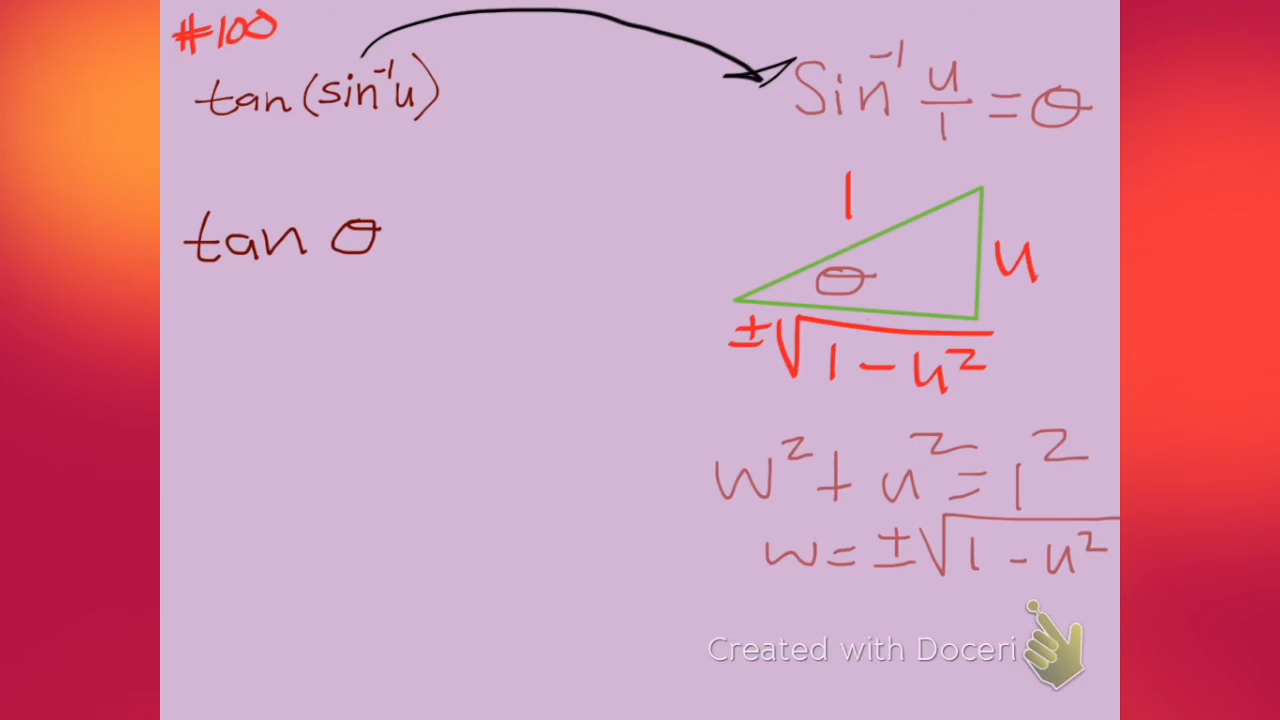 #100
tan(sin⁻¹u)
Sin⁻¹ u/1 = θ
tan θ
1
u
θ
±√(1-u²)
w² + u² = 1²
w = ±√(1-u²)
Created with Doceri